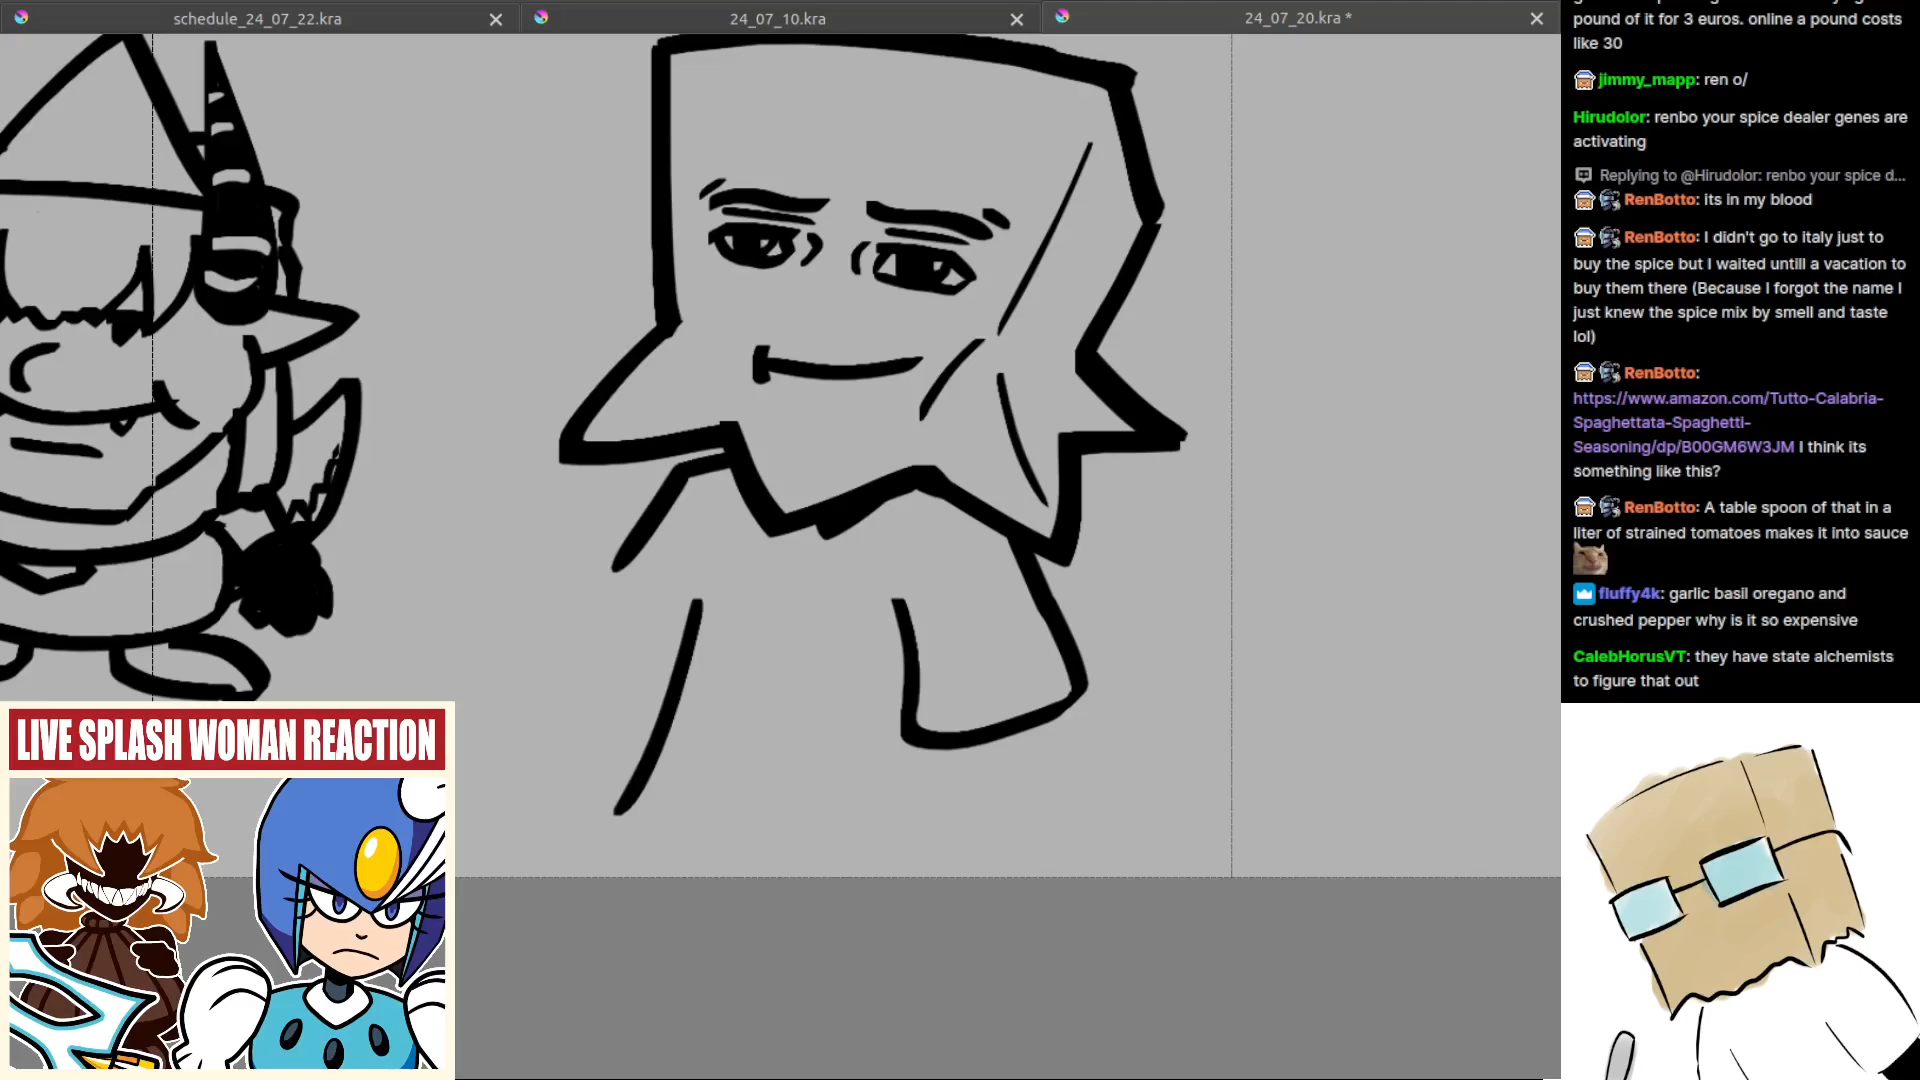 schedule_24_07_22.kra
24_07_10.kra
24_07_20.kra *
pound of it for 3 euros. online a pound costs
like 30
jimmy_mapp: ren o/
Hirudolor: renbo your spice dealer genes are
activating
Replying to @Hirudolor: renbo your spice d...
RenBotto: its in my blood
RenBotto: I didn't go to italy just to
buy the spice but I waited untill a vacation to
buy them there (Because I forgot the name I
just knew the spice mix by smell and taste
lol)
RenBotto:
https://www.amazon.com/Tutto-Calabria-
Spaghettata-Spaghetti-
Seasoning/dp/B00GM6W3JM I think its
something like this?
RenBotto: A table spoon of that in a
liter of strained tomatoes makes it into sauce
fluffy4k: garlic basil oregano and
crushed pepper why is it so expensive
CalebHorusVT: they have state alchemists
to figure that out
LIVE SPLASH WOMAN REACTION